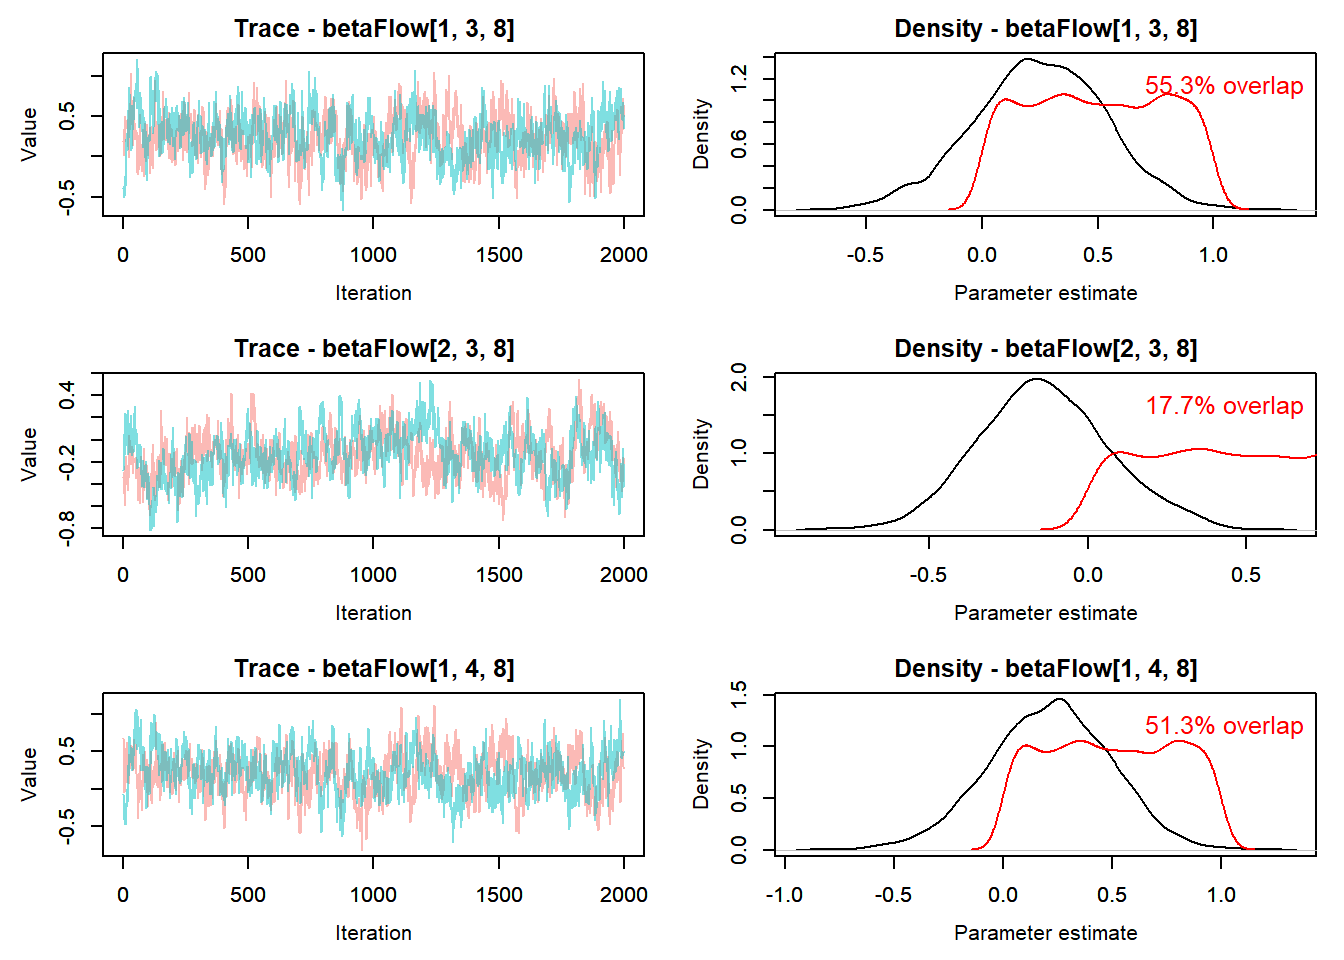 Trace - betaFlow[1, 3, 8]
Value
0.5
-0.5
0 500 1000 1500 2000
Iteration
Density - betaFlow[1, 3, 8]
55.3% overlap
Density
1.2
0.6
0.0
-0.5 0.0 0.5 1.0
Parameter estimate
Trace - betaFlow[2, 3, 8]
Value
0.4
-0.2
-0.8
0 500 1000 1500 2000
Iteration
Density - betaFlow[2, 3, 8]
17.7% overlap
Density
2.0
1.0
0.0
-0.5 0.0 0.5
Parameter estimate
Trace - betaFlow[1, 4, 8]
Value
0.5
-0.5
0 500 1000 1500 2000
Iteration
Density - betaFlow[1, 4, 8]
51.3% overlap
Density
1.5
1.0
0.5
0.0
-1.0 -0.5 0.0 0.5 1.0
Parameter estimate